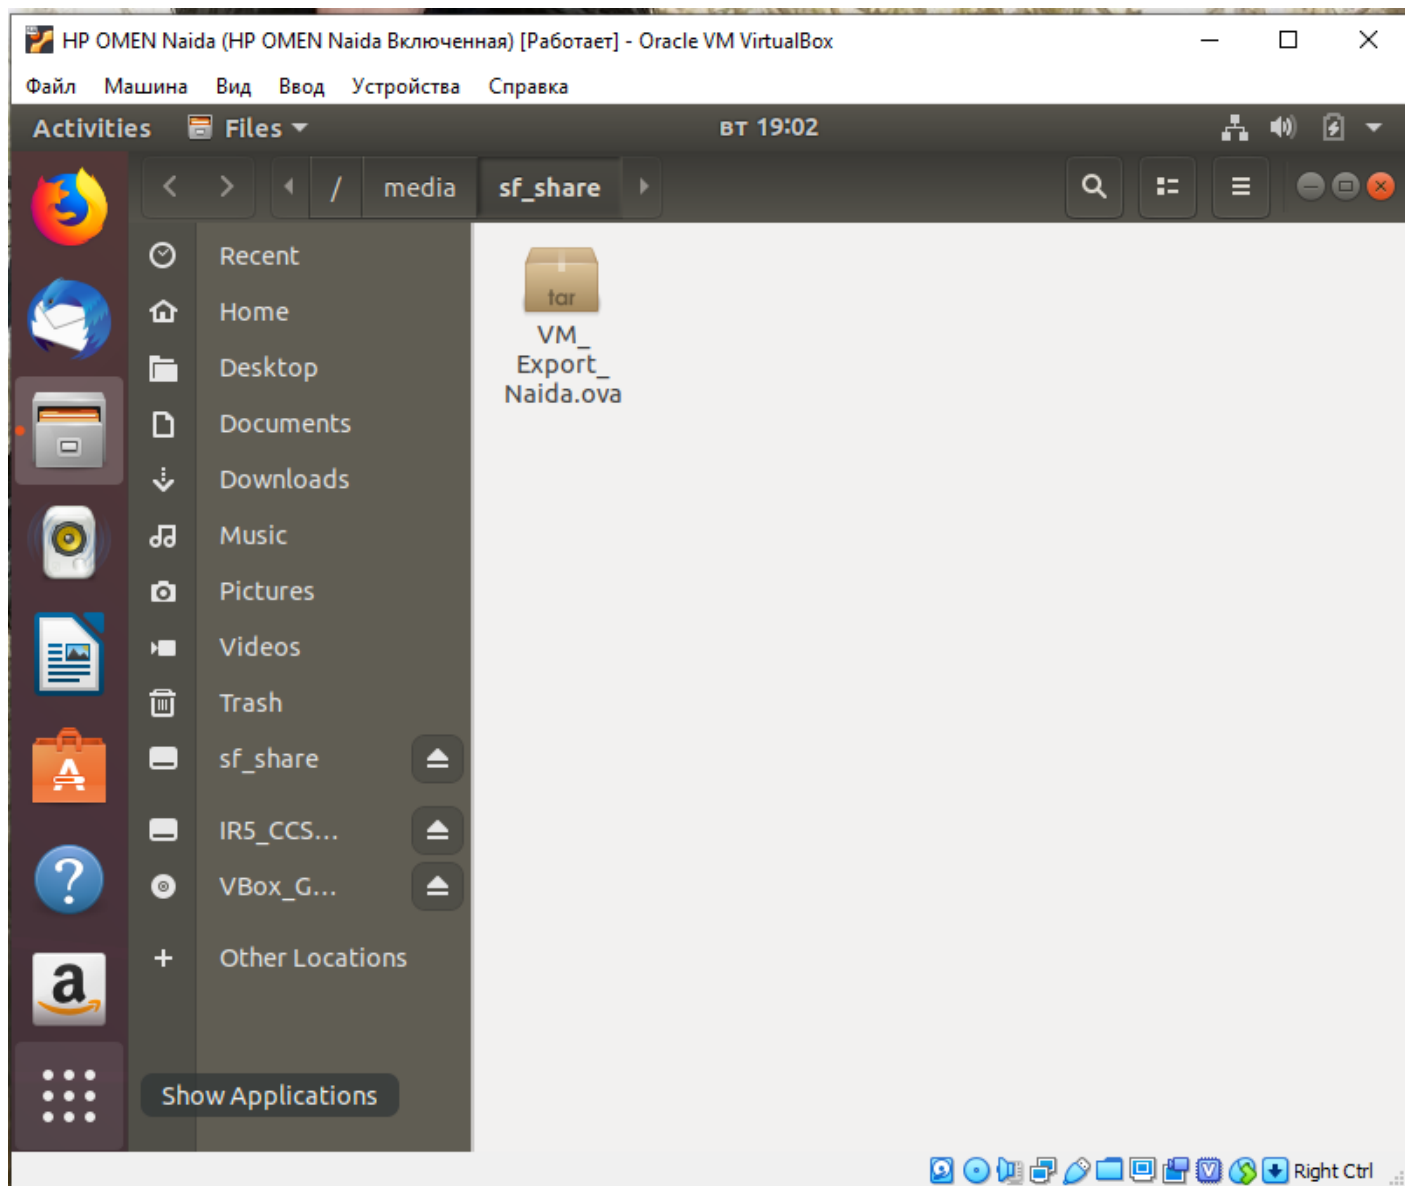 HP OMEN Naida (HP OMEN Naida Включенная) [Работает] - Oracle VM VirtualBox
Файл Машина Вид Ввод Устройства Справка
Activities Files вт 19:02
/ media sf_share
Recent
Home
Desktop
Documents
Downloads
Music
Pictures
Videos
Trash
sf_share
IR5_CCS...
VBox_G...
Other Locations
tar
VM_
Export_
Naida.ova
A
?
a
Show Applications
V
Right Ctrl